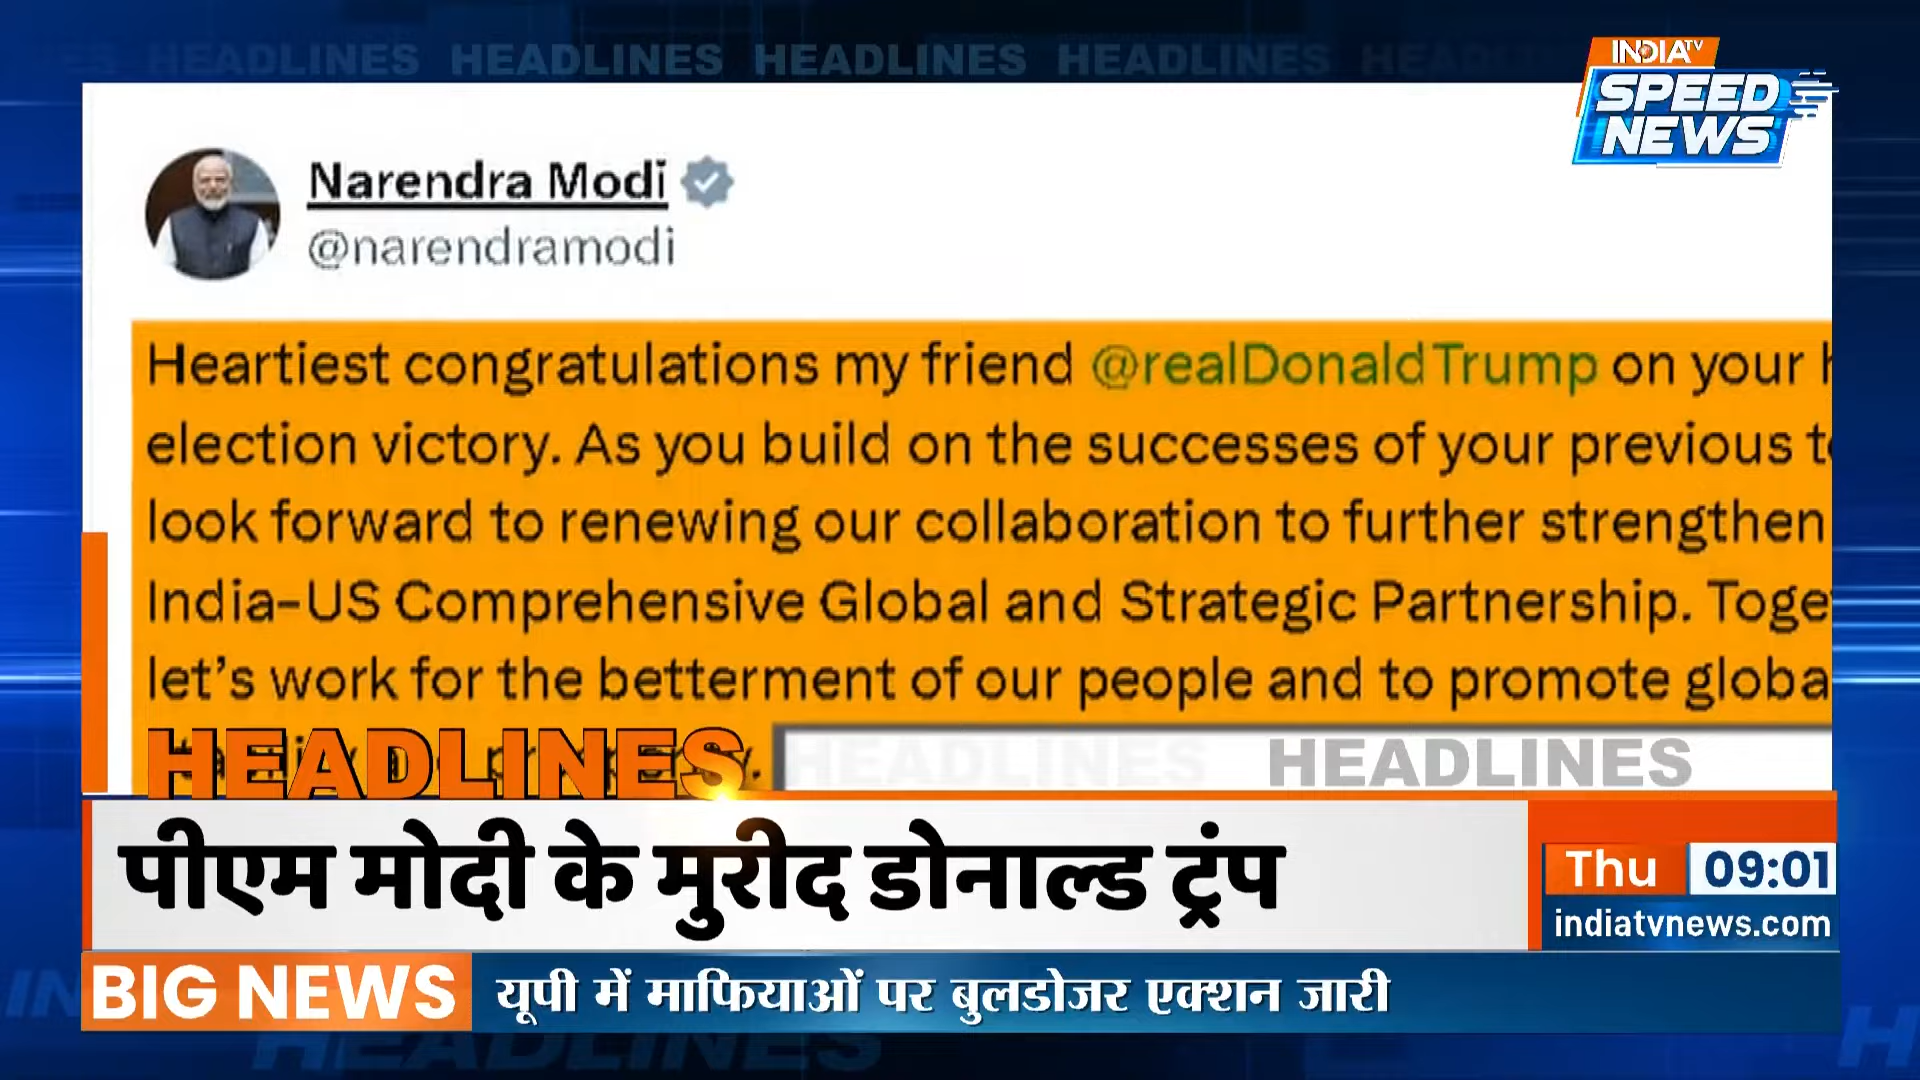 HEADLINES HEADLINES HEADLINES HEADLINES
INDIA TV
SPEED
NEWS
Narendra Modi
@narendramodi
Heartiest congratulations my friend @realDonaldTrump on your
election victory. As you build on the successes of your previous
look forward to renewing our collaboration to further strengthen
India-US Comprehensive Global and Strategic Partnership.
let's work for the betterment of our people and to promote
HEADLINES
HEADLINES HEADLINES
पीएम मोदी के मुरीद डोनाल्ड ट्रंप
Thu 09:01
indiatvnews.com
BIG NEWS
यूपी में माफियाओं पर बुलडोजर एक्शन जारी
HEADLINES